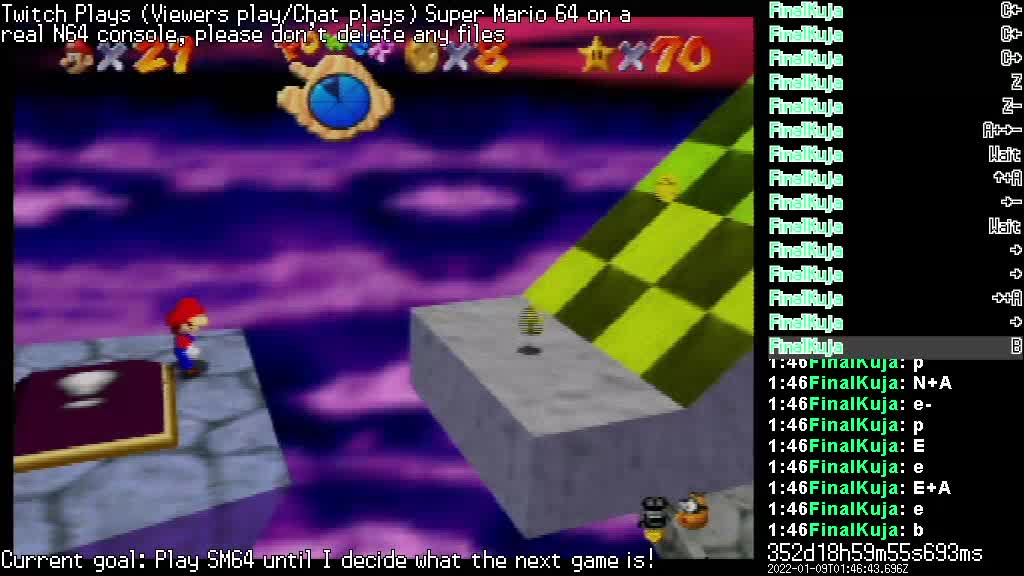 Twitch Plays (Viewers play/Chat plays) Super Mario 64 on a
real N64 console, please don't delete any files
×27
×8
×70
FinalKuja C+
FinalKuja C+
FinalKuja C→
FinalKuja Z
FinalKuja Z-
FinalKuja A+→-
FinalKuja Wait
FinalKuja ↑+A
FinalKuja →-
FinalKuja Wait
FinalKuja →
FinalKuja →
FinalKuja →+A
FinalKuja →
FinalKuja B
1:46FinalKuja: p
1:46FinalKuja: N+A
1:46FinalKuja: e-
1:46FinalKuja: p
1:46FinalKuja: E
1:46FinalKuja: e
1:46FinalKuja: E+A
1:46FinalKuja: e
1:46FinalKuja: b
Current goal: Play SM64 until I decide what the next game is!
352d18h59m55s693ms
2022-01-09T01:46:43.696Z